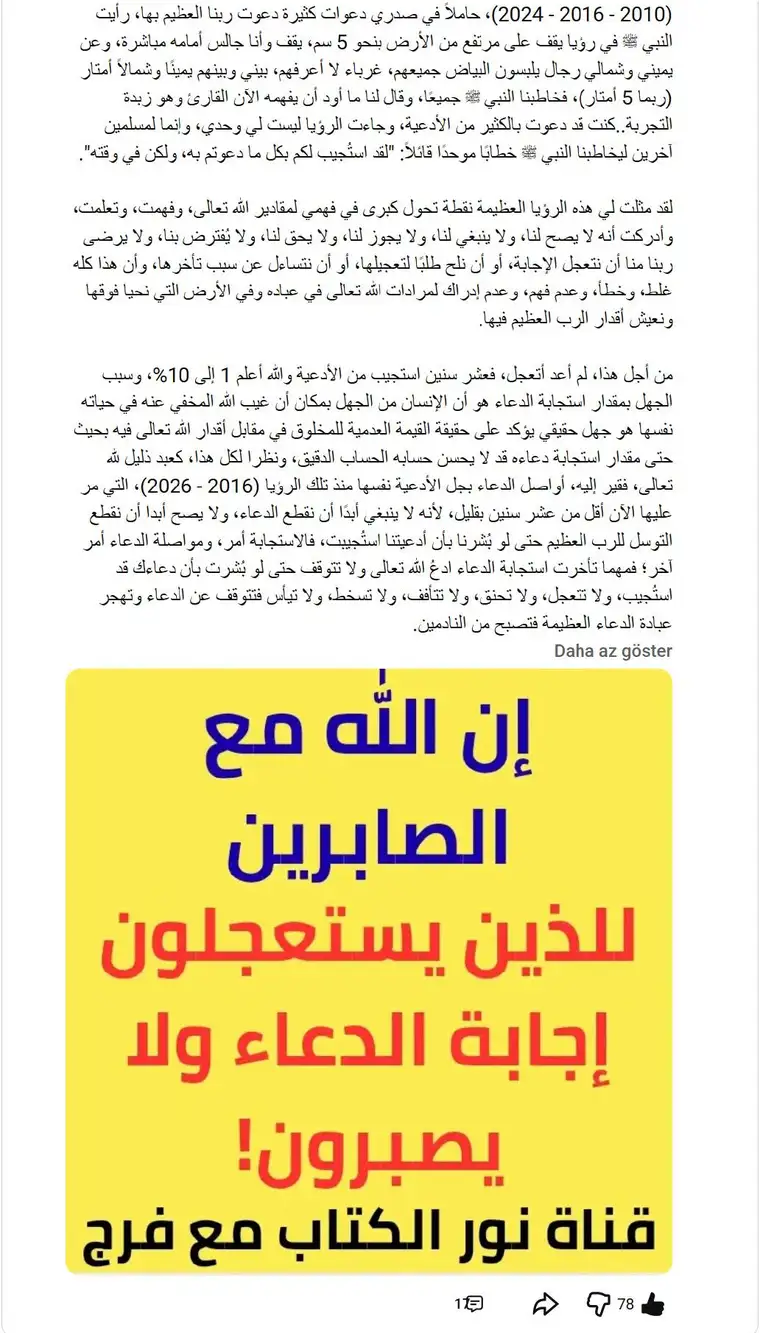 (2010 - 2016 - 2024)، حاملاً في صدري دعوات كثيرة دعوت ربنا العظيم بها، رأيت
النبي ﷺ في رؤيا يقف على مرتفع من الأرض بنحو 5 سم، يقف وأنا جالس أمامه مباشرة، وعن
يميني وشمالي رجال يلبسون البياض جميعهم، غرباء لا أعرفهم، بيني وبينهم يمينًا وشمالاً أمتار
(ربما 5 أمتار)، فخاطبنا النبي ﷺ جميعًا، وقال لنا ما أود أن يفهمه الآن القارئ وهو زبدة
التجربة..كنت قد دعوت بالكثير من الأدعية، وجاءت الرؤيا ليست لي وحدي، وإنما لمسلمين
آخرين ليخاطبنا النبي ﷺ خطابًا موحدًا قائلاً: "لقد استُجيب لكم بكل ما دعوتم به، ولكن في وقته".
لقد مثلت لي هذه الرؤيا العظيمة نقطة تحول كبرى في فهمي لمقادير الله تعالى، وفهمت، وتعلمت،
وأدركت أنه لا يصح لنا، ولا ينبغي لنا، ولا يجوز لنا، ولا يحق لنا، ولا يُفترض بنا، ولا يرضى
ربنا منا أن نتعجل الإجابة، أو أن نلح طلبًا لتعجيلها، أو أن نتساءل عن سبب تأخرها، وأن هذا كله
غلط، وخطأ، وعدم فهم، وعدم إدراك لمرادات الله تعالى في عباده وفي الأرض التي نحيا فوقها
ونعيش أقدار الرب العظيم فيها.
من أجل هذا، لم أعد أتعجل، فعشر سنين استجيب من الأدعية والله أعلم 1 إلى 10%، وسبب
الجهل بمقدار استجابة الدعاء هو أن الإنسان من الجهل بمكان أن غيب الله المخفي عنه في حياته
نفسها هو جهل حقيقي يؤكد على حقيقة القيمة العدمية للمخلوق في مقابل أقدار الله تعالى فيه بحيث
حتى مقدار استجابة دعاءه قد لا يحسن حسابه الحساب الدقيق، ونظرا لكل هذا، كعبد ذليل لله
تعالى، فقير إليه، أواصل الدعاء بجل الأدعية نفسها منذ تلك الرؤيا (2016 - 2026)، التي مر
عليها الآن أقل من عشر سنين بقليل، لأنه لا ينبغي أبدًا أن نقطع الدعاء، ولا يصح أبدا أن نقطع
التوسل للرب العظيم حتى لو بُشرنا بأن أدعيتنا استُجيبت، فالاستجابة أمر، ومواصلة الدعاء أمر
آخر؛ فمهما تأخرت استجابة الدعاء ادعُ الله تعالى ولا تتوقف حتى لو بُشرت بأن دعاءك قد
استُجيب، ولا تتعجل، ولا تحنق، ولا تتأفف، ولا تسخط، ولا تيأس فتتوقف عن الدعاء وتهجر
عبادة الدعاء العظيمة فتصبح من النادمين.
Daha az göster
إن الله مع
الصابرين
للذين يستعجلون
إجابة الدعاء ولا
يصبرون!
قناة نور الكتاب مع فرج
78
17